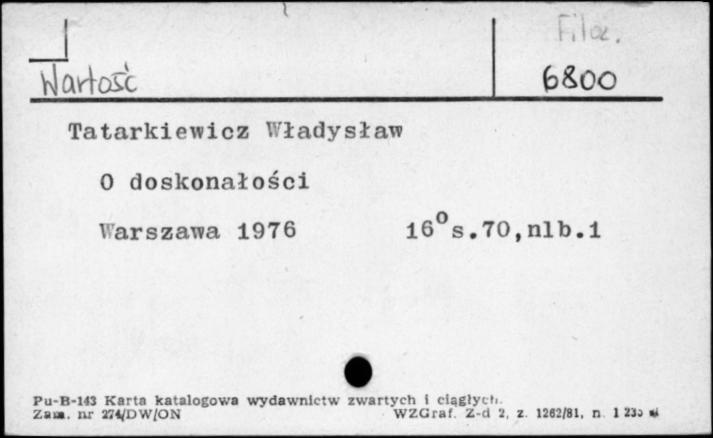 Wartość
6800
Tatarkiewicz Władysław
O doskonałości
Warszawa 1976 16° s.70,nlb.1
Pu-B-143 Karta katalogowa wydawnictw zwartych i ciągłych.
Zam. nr 274/DW/ON WZGraf. Z-d 2, z. 1262/81, n. 1